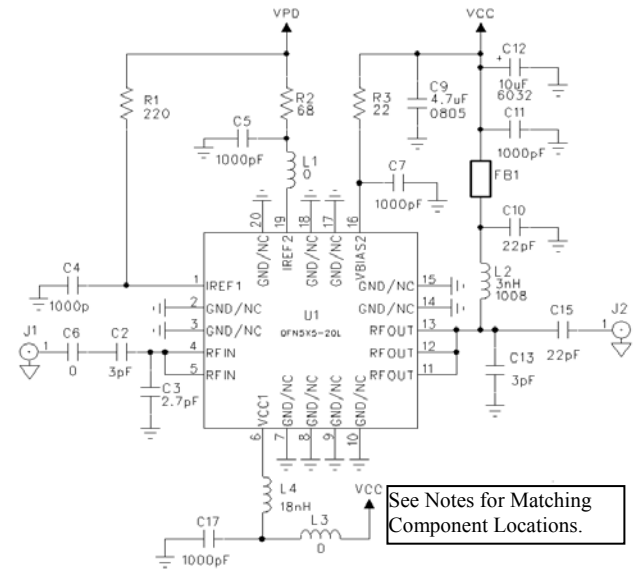 VPD
VCC
R1
220
R2
68
R3
22
C9
4.7uF
0805
+ C12
10uF
6032
C11
1000pF
C5
1000pF
L1
0
C7
1000pF
FB1
C10
22pF
L2
3nH
1008
20 19 18 17 16
GND/NC
IREF2
GND/NC
GND/NC
VBIAS2
C4
1000p
1 IREF1
2 GND/NC
3 GND/NC
4 RFIN
5 RFIN
U1
QFN5X5-20L
GND/NC 15
GND/NC 14
RFOUT 13
RFOUT 12
RFOUT 11
J1
1
C6
0
C2
3pF
C3
2.7pF
C15
22pF
J2
1
C13
3pF
VCC1
GND/NC
GND/NC
GND/NC
GND/NC
6 7 8 9 10
L4
18nH
VCC
L3
0
C17
1000pF
See Notes for Matching
Component Locations.